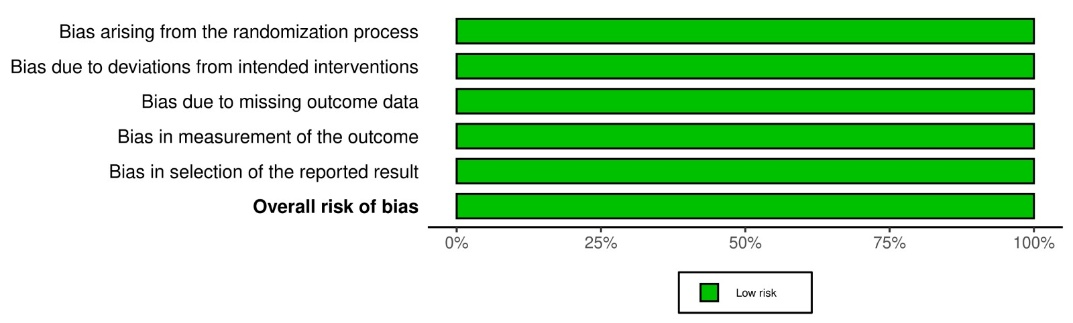 Bias arising from the randomization process
Bias due to deviations from intended interventions
Bias due to missing outcome data
Bias in measurement of the outcome
Bias in selection of the reported result
Overall risk of bias
0% 25% 50% 75% 100%
Low risk